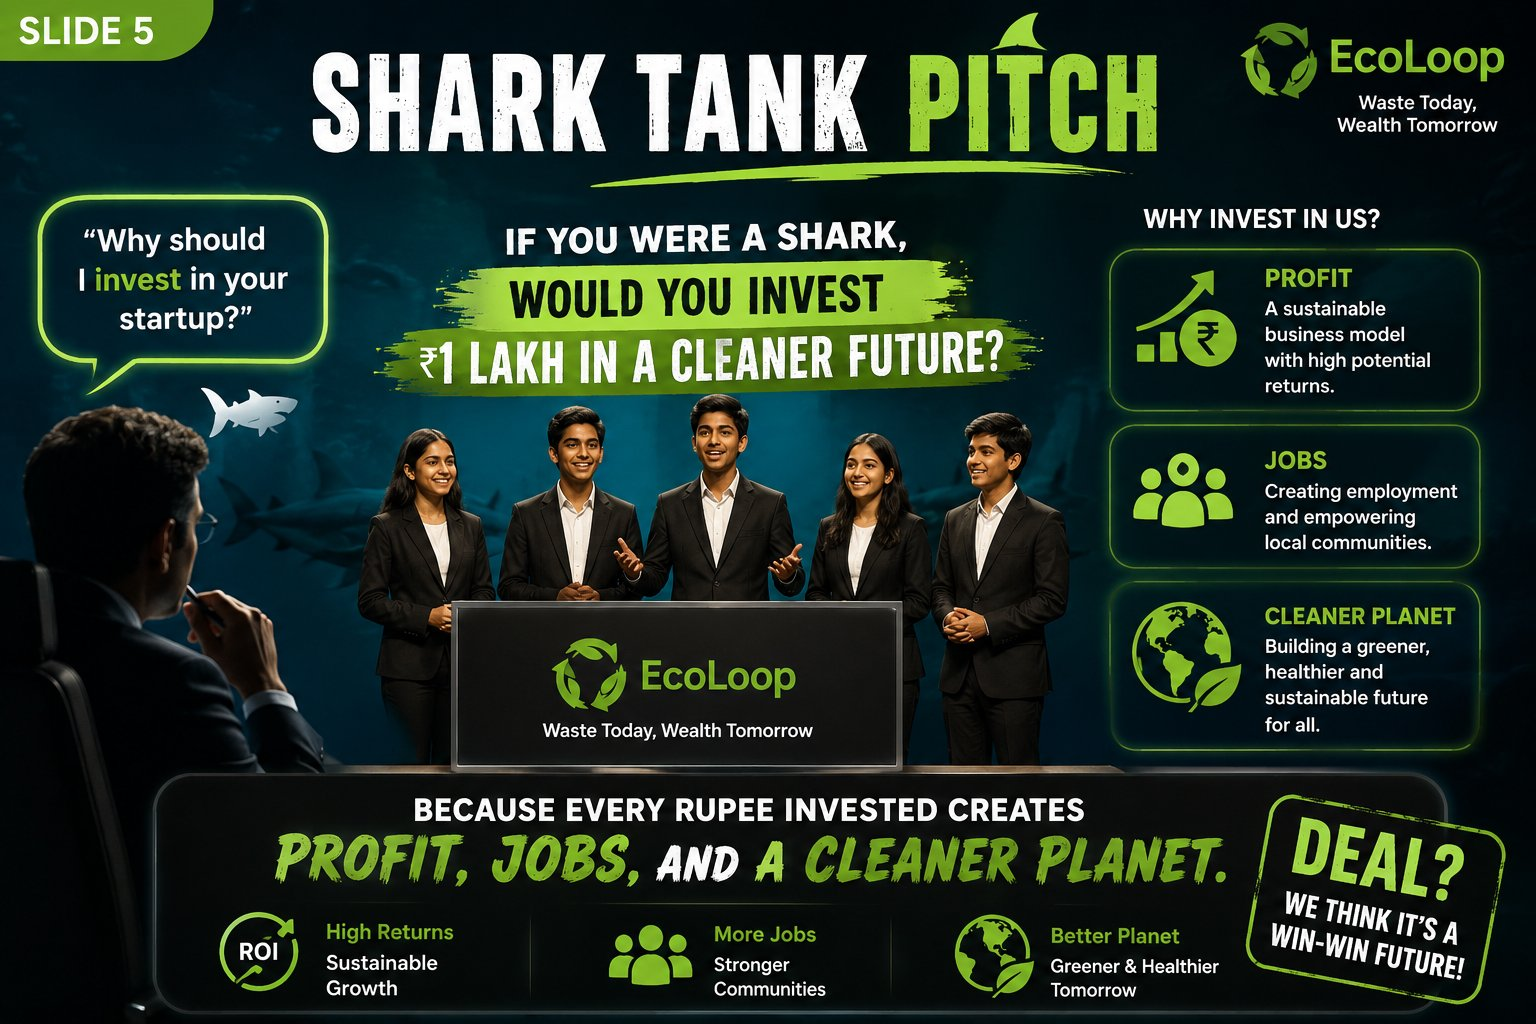 SLIDE 5
SHARK TANK PITCH
EcoLoop
Waste Today,
Wealth Tomorrow
“Why should
I invest in your
startup?”
IF YOU WERE A SHARK,
WOULD YOU INVEST
₹1 LAKH IN A CLEANER FUTURE?
WHY INVEST IN US?
₹
PROFIT
A sustainable
business model
with high potential
returns.
JOBS
Creating employment
and empowering
local communities.
CLEANER PLANET
Building a greener,
healthier and
sustainable future
for all.
EcoLoop
Waste Today, Wealth Tomorrow
BECAUSE EVERY RUPEE INVESTED CREATES
PROFIT, JOBS, AND A CLEANER PLANET.
ROI
High Returns
Sustainable
Growth
More Jobs
Stronger
Communities
Better Planet
Greener & Healthier
Tomorrow
DEAL?
WE THINK IT'S A
WIN-WIN FUTURE!